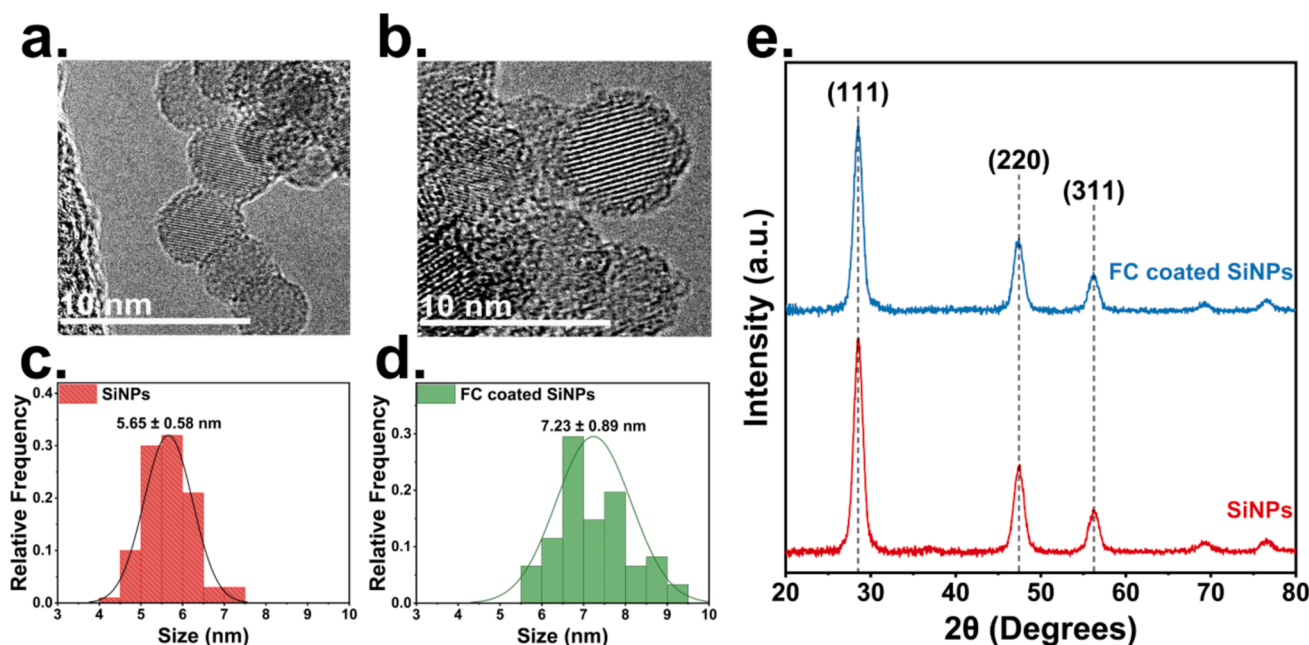 a.
10 nm
b.
10 nm
c.
SiNPs
5.65 ± 0.58 nm
Relative Frequency
0.4
0.3
0.2
0.1
0.0
3 4 5 6 7 8 9 10
Size (nm)
d.
FC coated SiNPs
7.23 ± 0.89 nm
Relative Frequency
0.3
0.2
0.1
0.0
3 4 5 6 7 8 9 10
Size (nm)
e.
(111)
(220)
(311)
FC coated SiNPs
SiNPs
Intensity (a.u.)
20 30 40 50 60 70 80
2θ (Degrees)